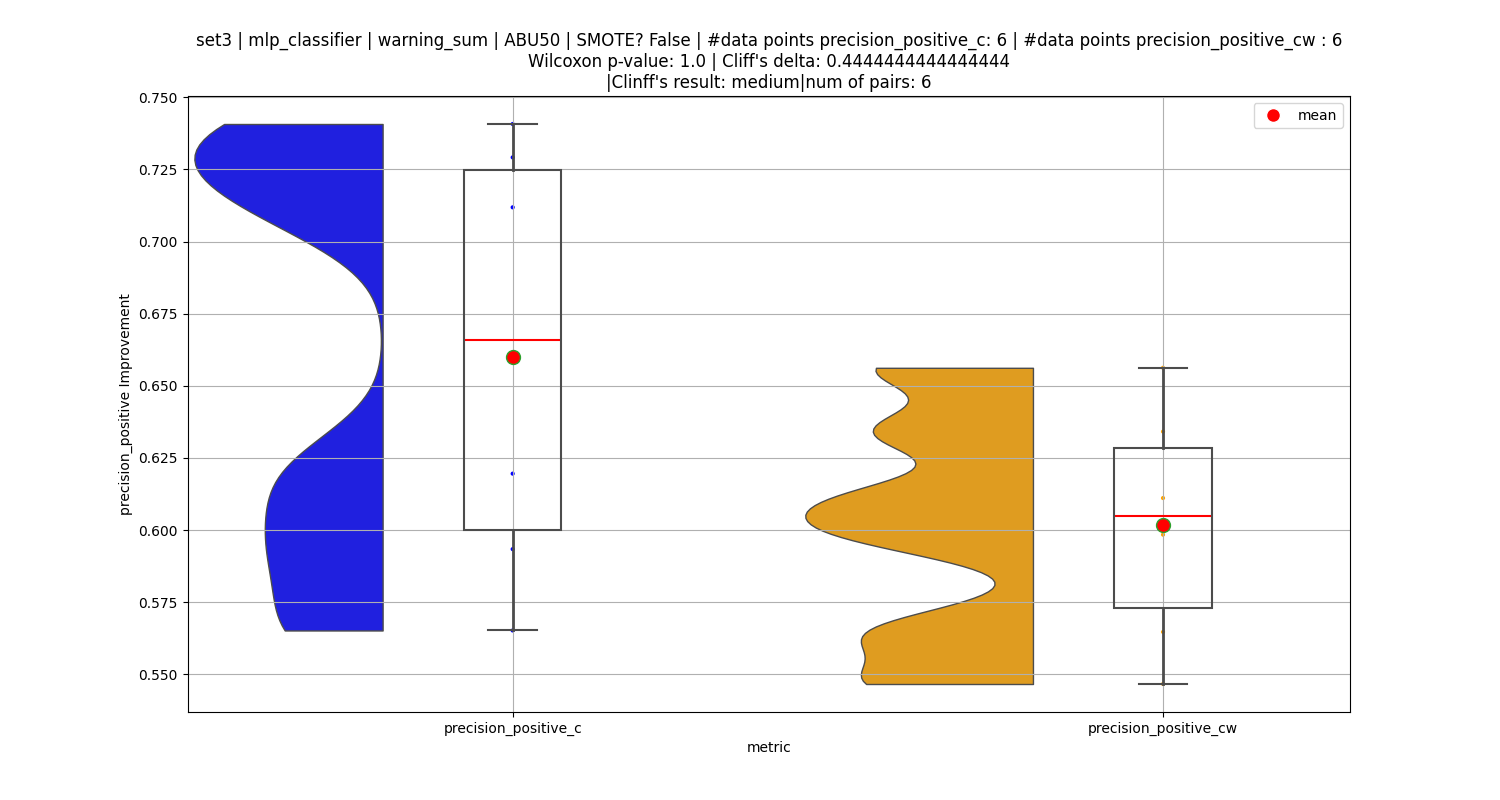 set3 | mlp_classifier | warning_sum | ABU50 | SMOTE? False | #data points precision_positive_c: 6 | #data points precision_positive_cw : 6
Wilcoxon p-value: 1.0 | Cliff's delta: 0.4444444444444444
|Clinff's result: medium|num of pairs: 6
mean
0.750
0.725
0.700
0.675
0.650
0.625
0.600
0.575
0.550
precision_positive Improvement
precision_positive_c
precision_positive_cw
metric